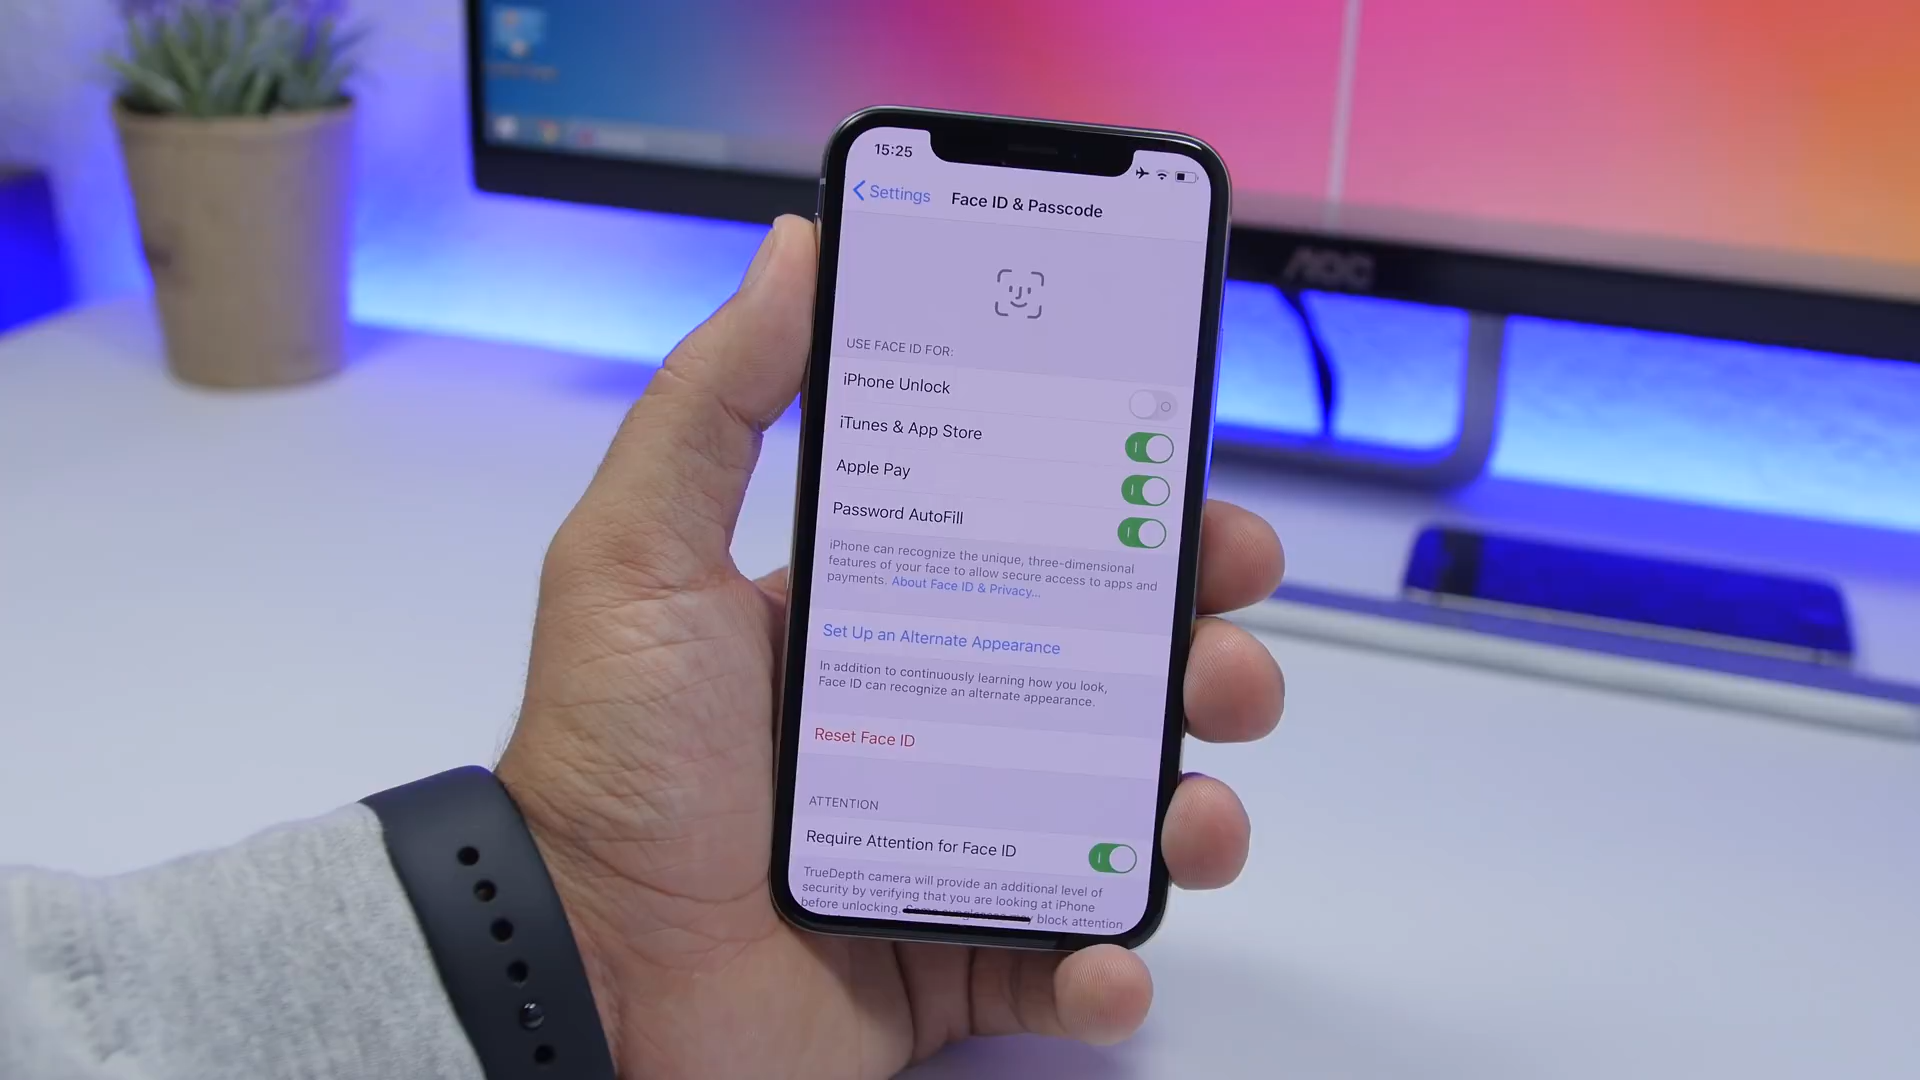 15:25
Settings
Face ID & Passcode
USE FACE ID FOR:
iPhone Unlock
iTunes & App Store
Apple Pay
Password AutoFill
iPhone can recognize the unique, three-dimensional
features of your face to allow secure access to apps and
payments. About Face ID & Privacy...
Set Up an Alternate Appearance
In addition to continuously learning how you look,
Face ID can recognize an alternate appearance.
Reset Face ID
ATTENTION
Require Attention for Face ID
TrueDepth camera will provide an additional level of
security by verifying that you are looking at iPhone
before unlocking. Some sunglasses may block attention
AOC